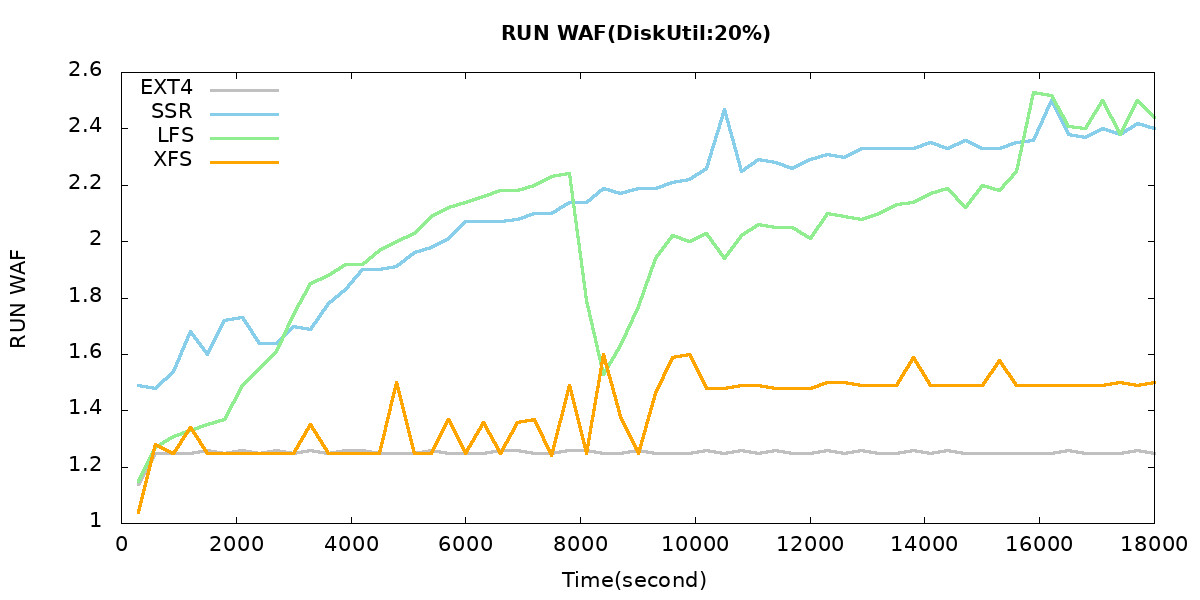 RUN WAF(DiskUtil:20%)
2.6
2.4
2.2
2
1.8
1.6
1.4
1.2
1
RUN WAF
EXT4
SSR
LFS
XFS
0 2000 4000 6000 8000 10000 12000 14000 16000 18000
Time(second)